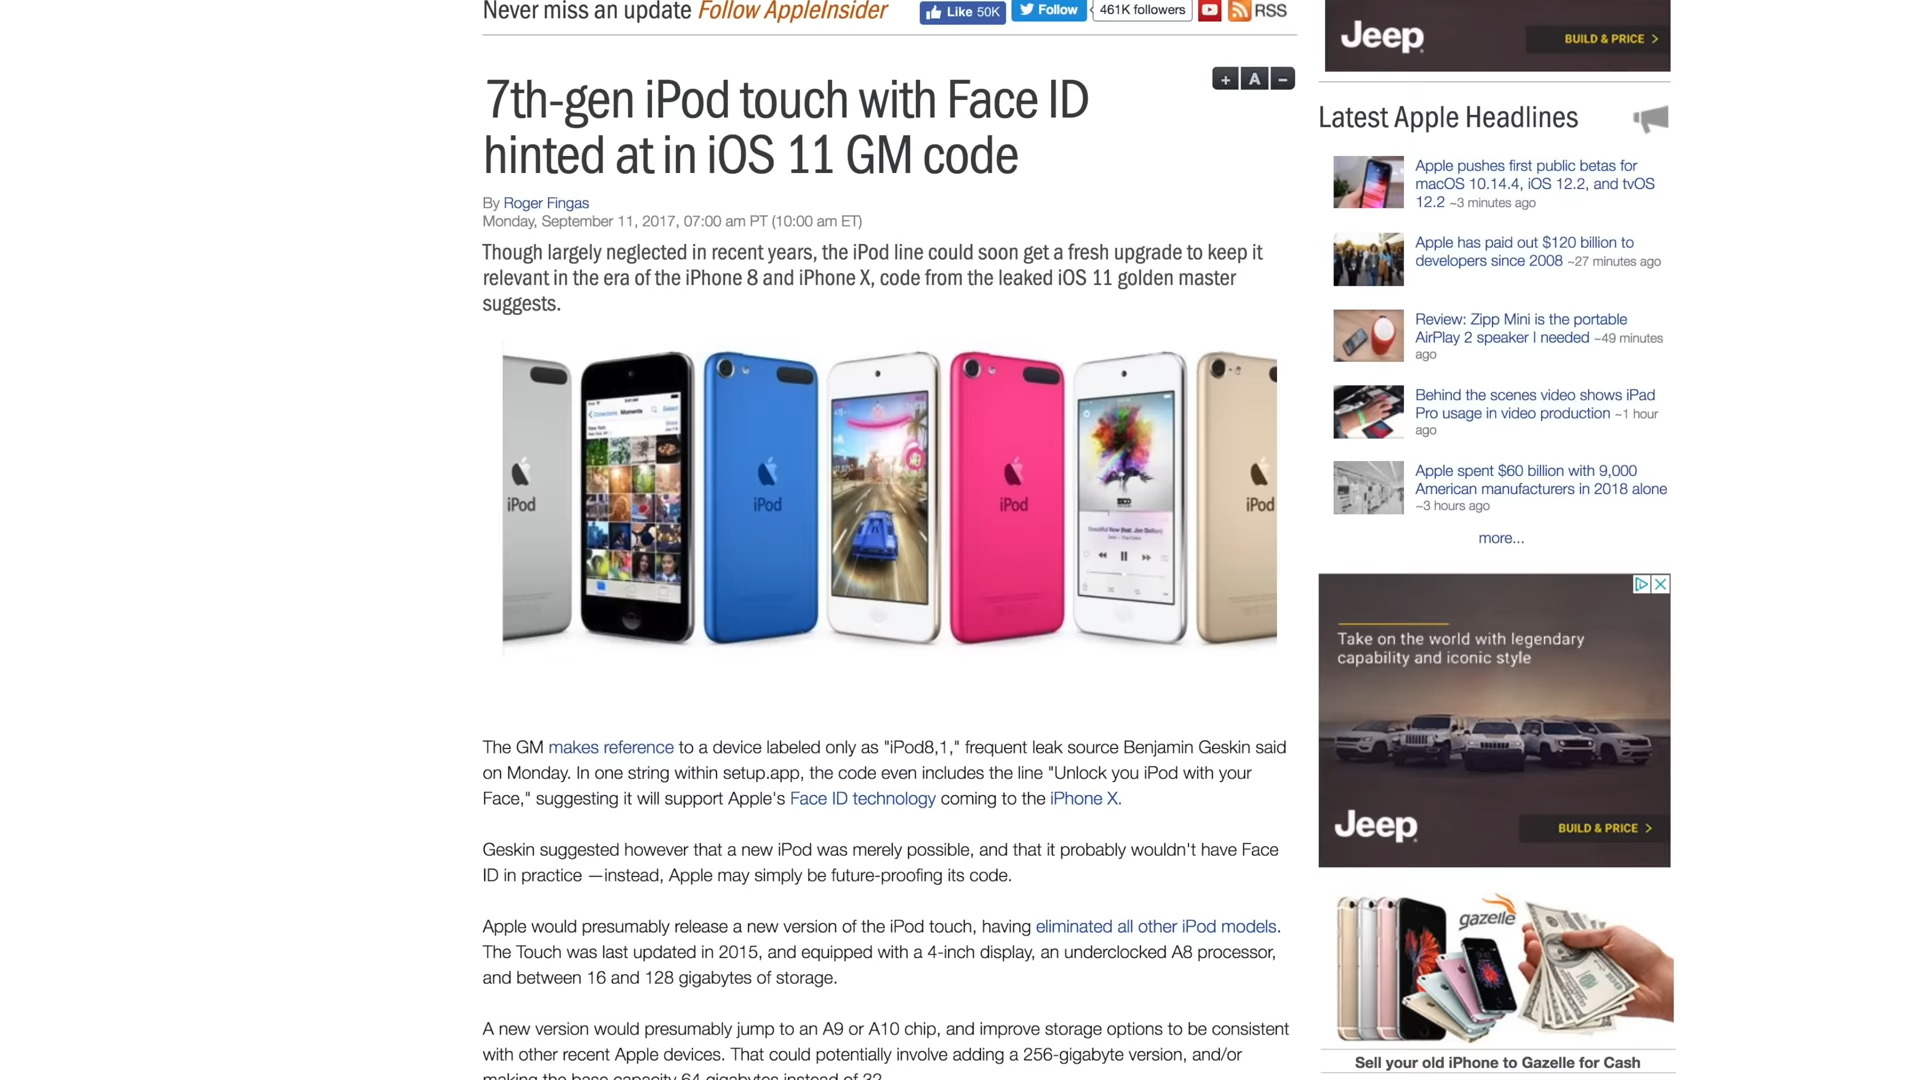 Never miss an update Follow AppleInsider
Like 50K
Follow
461K followers
RSS
7th-gen iPod touch with Face ID
hinted at in iOS 11 GM code
+ A −
By Roger Fingas
Monday, September 11, 2017, 07:00 am PT (10:00 am ET)
Though largely neglected in recent years, the iPod line could soon get a fresh upgrade to keep it
relevant in the era of the iPhone 8 and iPhone X, code from the leaked iOS 11 golden master
suggests.
iPod
Moments
Select
iPod
iPod
iPod
The GM makes reference to a device labeled only as "iPod8,1," frequent leak source Benjamin Geskin said
on Monday. In one string within setup.app, the code even includes the line "Unlock you iPod with your
Face," suggesting it will support Apple's Face ID technology coming to the iPhone X.
Geskin suggested however that a new iPod was merely possible, and that it probably wouldn't have Face
ID in practice —instead, Apple may simply be future-proofing its code.
Apple would presumably release a new version of the iPod touch, having eliminated all other iPod models.
The Touch was last updated in 2015, and equipped with a 4-inch display, an underclocked A8 processor,
and between 16 and 128 gigabytes of storage.
A new version would presumably jump to an A9 or A10 chip, and improve storage options to be consistent
with other recent Apple devices. That could potentially involve adding a 256-gigabyte version, and/or
making the base capacity 64 gigabytes instead of 32.
Jeep
BUILD & PRICE >
Latest Apple Headlines
Apple pushes first public betas for
macOS 10.14.4, iOS 12.2, and tvOS
12.2 ~3 minutes ago
Apple has paid out $120 billion to
developers since 2008 ~27 minutes ago
Review: Zipp Mini is the portable
AirPlay 2 speaker I needed ~49 minutes
ago
Behind the scenes video shows iPad
Pro usage in video production ~1 hour
ago
Apple spent $60 billion with 9,000
American manufacturers in 2018 alone
~3 hours ago
more...
Take on the world with legendary
capability and iconic style
Jeep
BUILD & PRICE >
gazelle
Sell your old iPhone to Gazelle for Cash